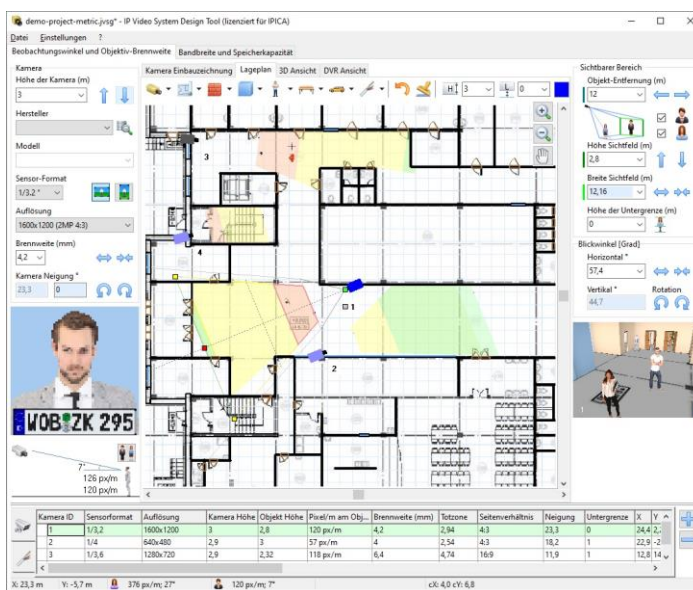 demo-project-metric.jvsg* - IP Video System Design Tool (lizenziert für IPICA)
Datei Einstellungen ?
Beobachtungswinkel und Objektiv-Brennweite Bandbreite und Speicherkapazität
Kamera
Höhe der Kamera (m)
3
Hersteller
Modell
Sensor-Format
1/3.2 "
Auflösung
1600x1200 (2MP 4:3)
Brennweite (mm)
4,2
Kamera Neigung °
23,3 0
WOB ZK 295
7°
126 px/m
120 px/m
Kamera Einbauzeichnung Lageplan 3D Ansicht DVR Ansicht
H 3 L 0
3
4
1
2
Sichtbarer Bereich
Objekt-Entfernung (m)
12
Höhe Sichtfeld (m)
2,8
Breite Sichtfeld (m)
12,16
Höhe der Untergrenze (m)
0
Blickwinkel [Grad]
Horizontal °
57,4
Vertikal ° Rotation
44,7
1
Kamera ID Sensorformat Auflösung Kamera Höhe Objekt Höhe Pixel/m am Obj... Brennweite (mm) Totzone Seitenverhältnis Neigung Untergrenze X Y
1 1/3,2 1600x1200 3 2,8 120 px/m 4,2 2,94 4:3 23,3 0 24,4
2 1/4 640x480 2,9 3 57 px/m 4 2,54 4:3 18,2 1 22,9
3 1/3,6 1280x720 2,9 2,32 118 px/m 6,4 4,74 16:9 11,9 1 12,8
X: 23,3 m Y: -5,7 m 376 px/m; 27° 120 px/m; 7° cX: 4,0 cY: 6,8